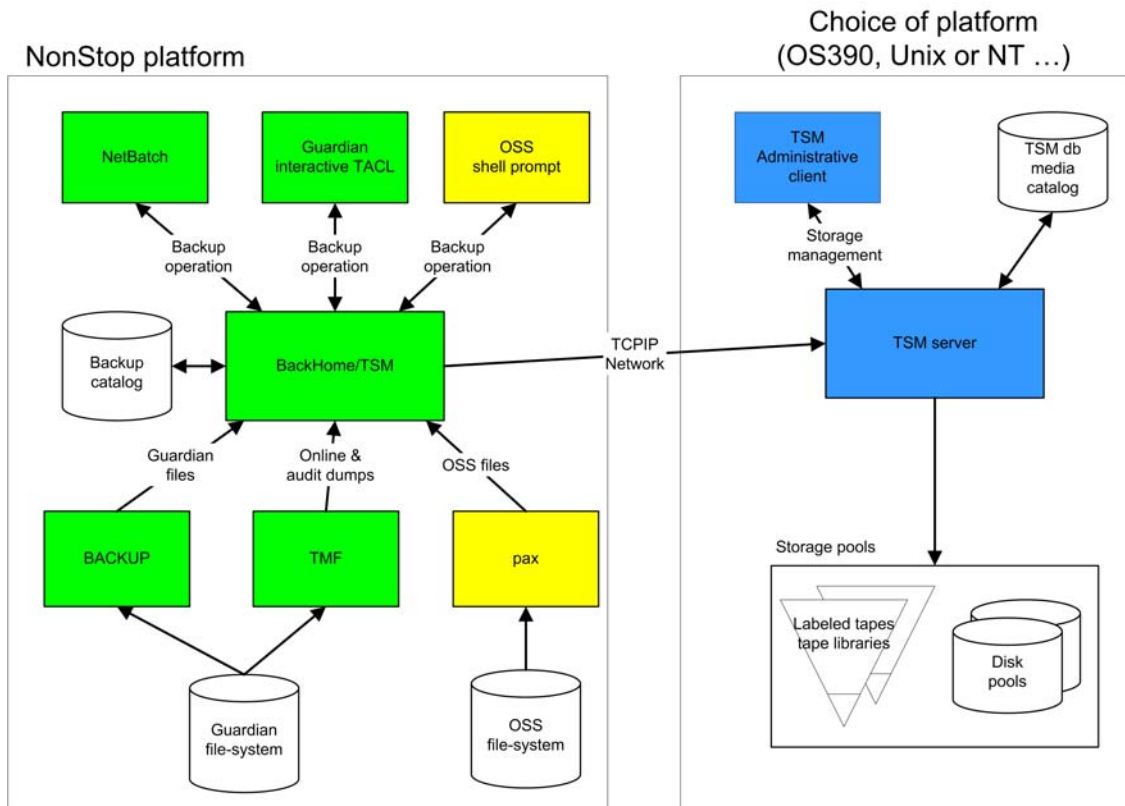 Choice of platform
(OS390, Unix or NT ...)
NonStop platform
NetBatch
Guardian
interactive TACL
OSS
shell prompt
TSM
Administrative
client
TSM db
media
catalog
Backup
operation
Backup
operation
Backup
operation
Storage
management
Backup
catalog
BackHome/TSM
TCPIP
Network
TSM server
Guardian
files
Online &
audit dumps
OSS files
BACKUP
TMF
pax
Storage pools
Labeled tapes
tape libraries
Disk
pools
Guardian
file-system
OSS
file-system